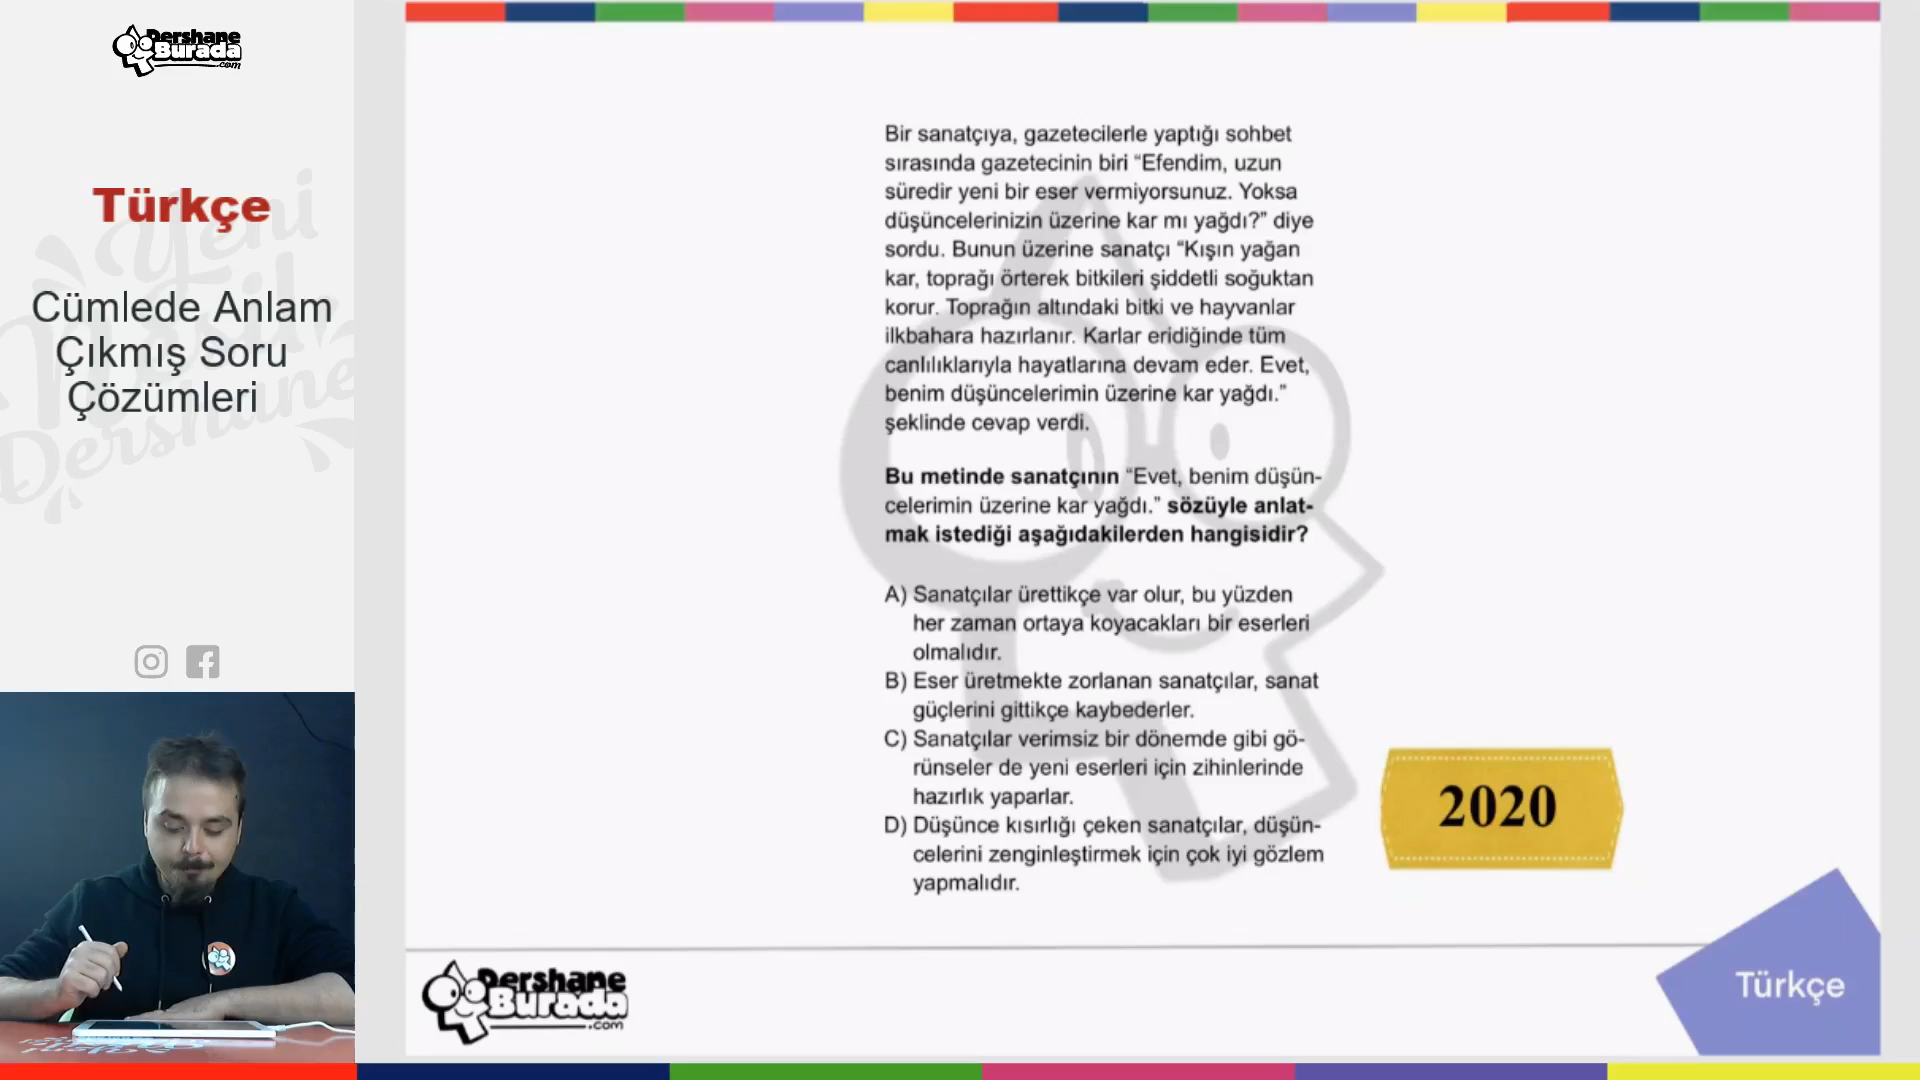 Dershane
Burada
.com
Türkçe
Yeni
Nesil
Dershane
Cümlede Anlam
Çıkmış Soru
Çözümleri
Bir sanatçıya, gazetecilerle yaptığı sohbet
sırasında gazetecinin biri “Efendim, uzun
süredir yeni bir eser vermiyorsunuz. Yoksa
düşüncelerinizin üzerine kar mı yağdı?” diye
sordu. Bunun üzerine sanatçı “Kışın yağan
kar, toprağı örterek bitkileri şiddetli soğuktan
korur. Toprağın altındaki bitki ve hayvanlar
ilkbahara hazırlanır. Karlar eridiğinde tüm
canlılıklarıyla hayatlarına devam eder. Evet,
benim düşüncelerimin üzerine kar yağdı.”
şeklinde cevap verdi.
Bu metinde sanatçının “Evet, benim düşün-
celerimin üzerine kar yağdı.” sözüyle anlat-
mak istediği aşağıdakilerden hangisidir?
A) Sanatçılar ürettikçe var olur, bu yüzden
her zaman ortaya koyacakları bir eserleri
olmalıdır.
B) Eser üretmekte zorlanan sanatçılar, sanat
güçlerini gittikçe kaybederler.
C) Sanatçılar verimsiz bir dönemde gibi gö-
rünseler de yeni eserleri için zihinlerinde
hazırlık yaparlar.
D) Düşünce kısırlığı çeken sanatçılar, düşün-
celerini zenginleştirmek için çok iyi gözlem
yapmalıdır.
2020
Dershane
Burada
.com
Türkçe